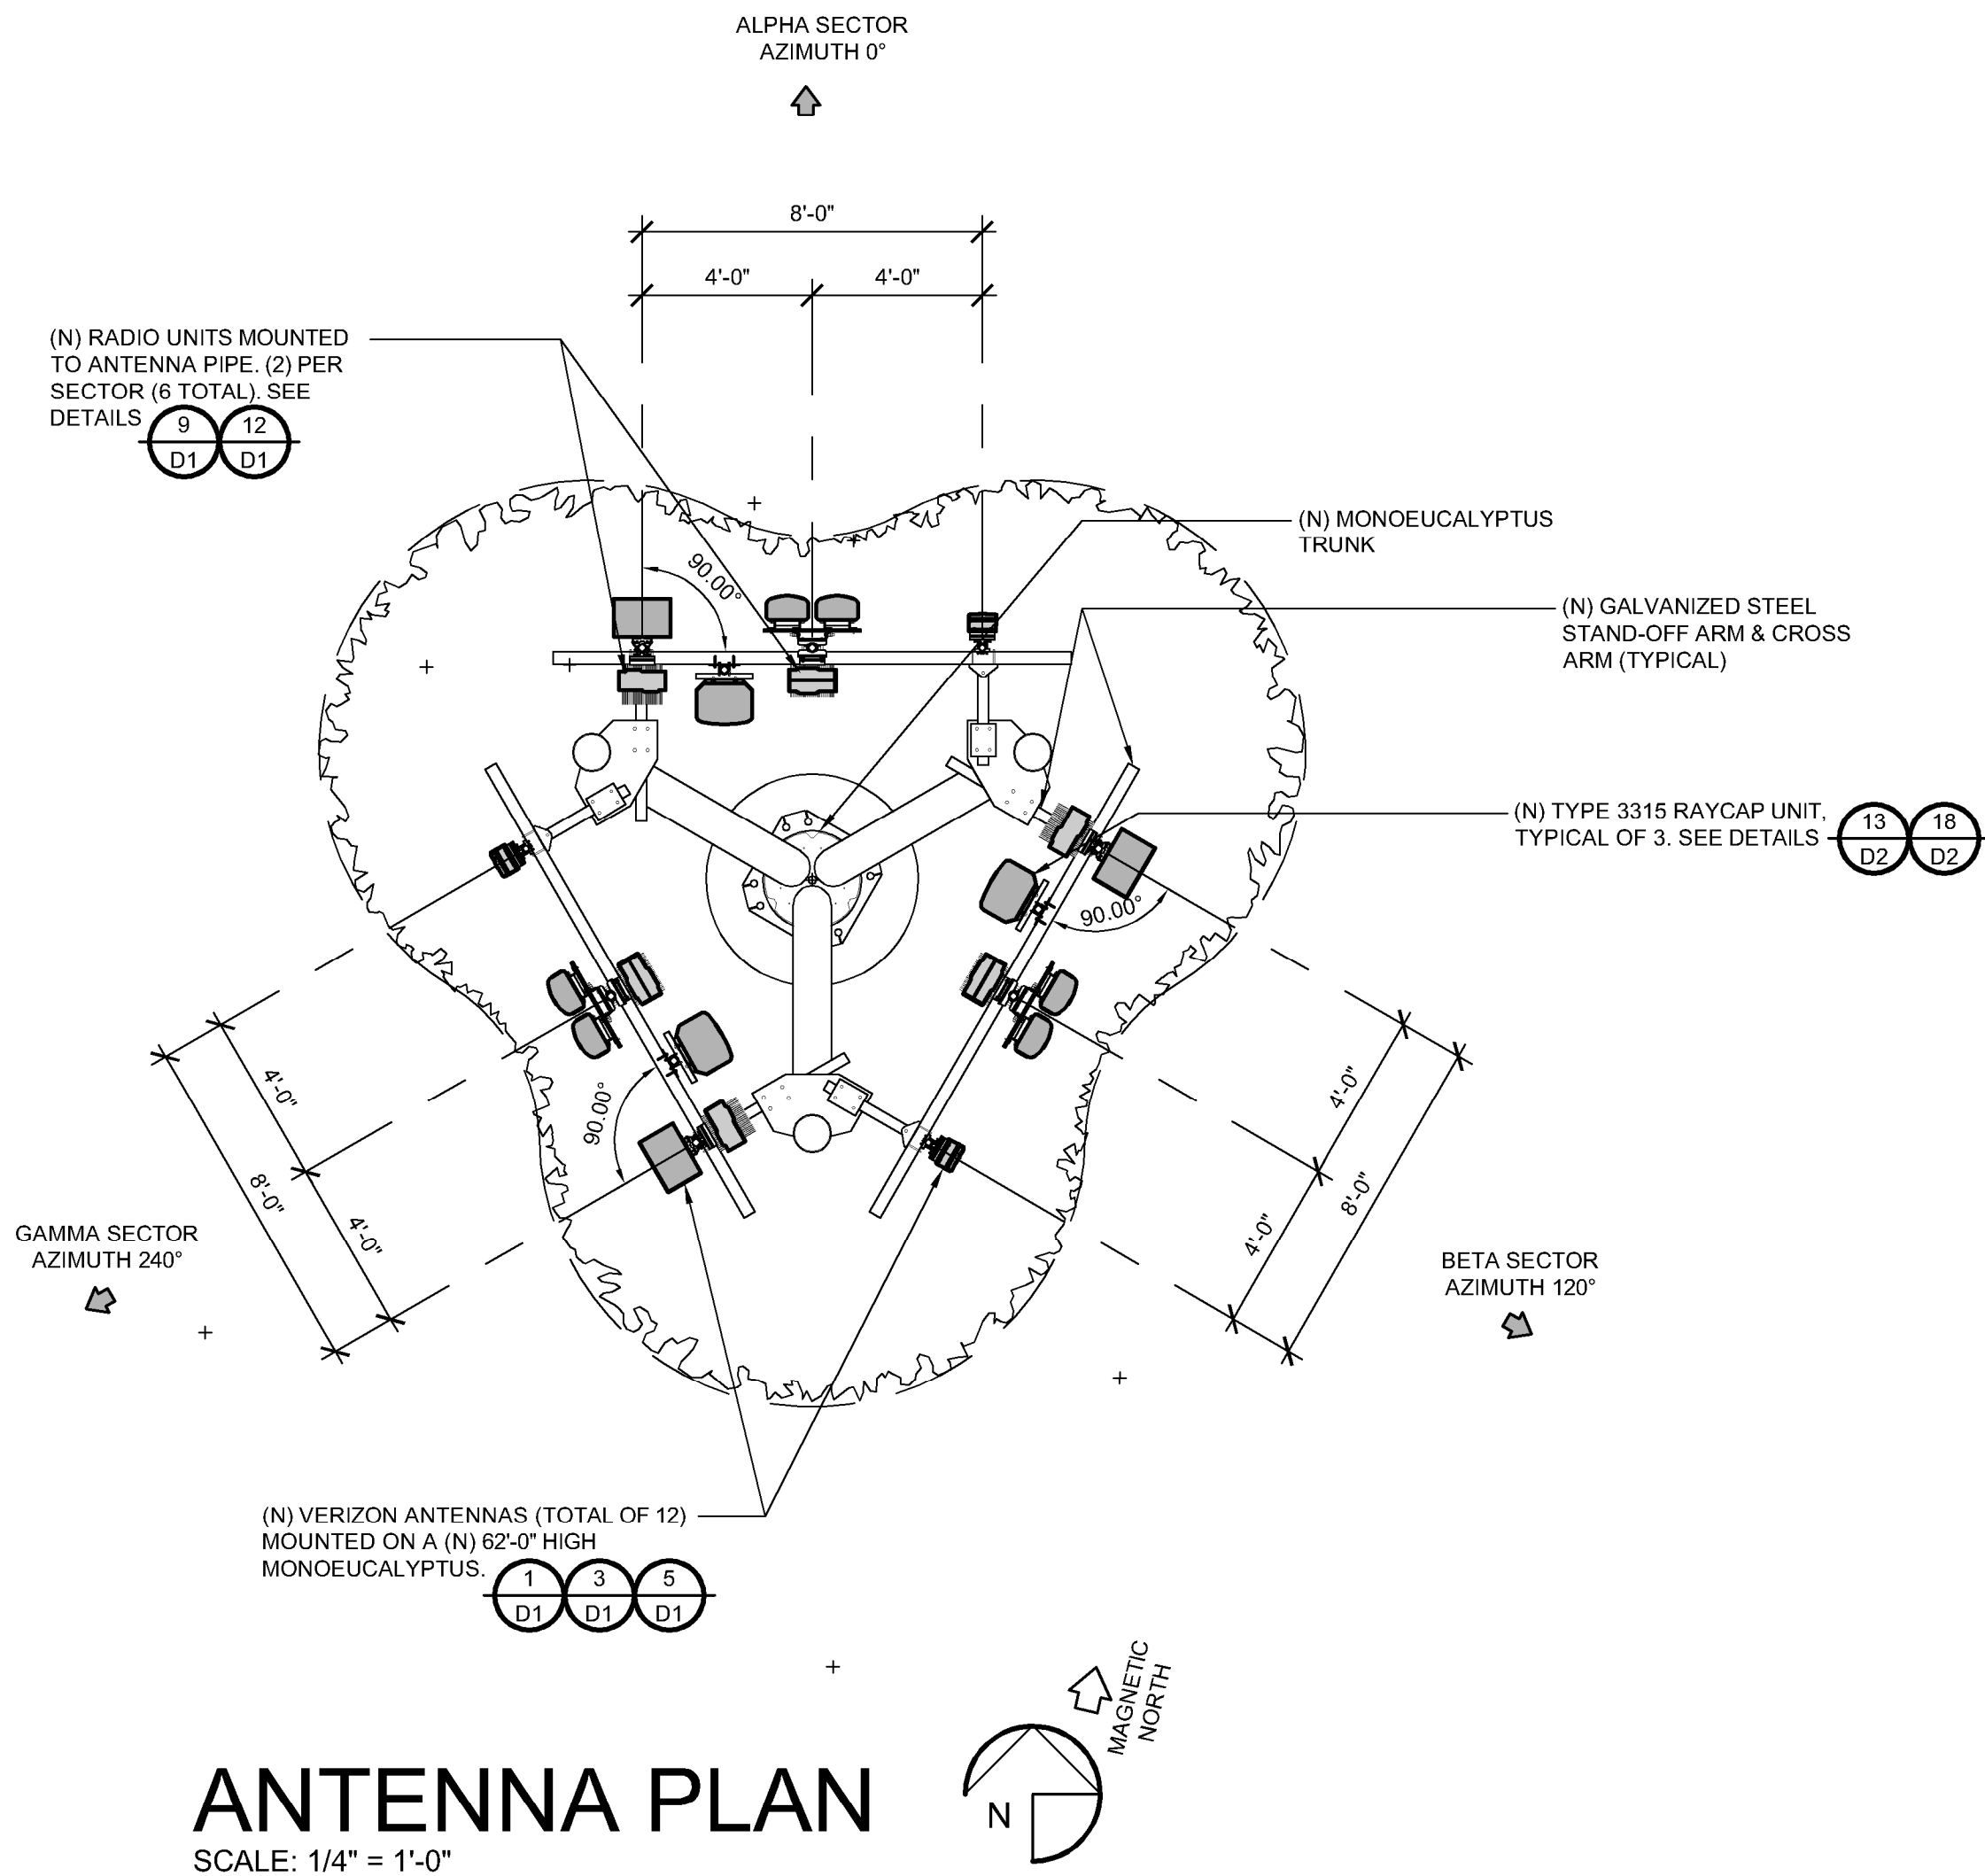 ALPHA SECTOR
AZIMUTH 0°
8'-0"
4'-0"
4'-0"
(N) RADIO UNITS MOUNTED
TO ANTENNA PIPE. (2) PER
SECTOR (6 TOTAL). SEE
DETAILS
9
D1
12
D1
(N) MONOEUCALYPTUS
TRUNK
90.00°
(N) GALVANIZED STEEL
STAND-OFF ARM & CROSS
ARM (TYPICAL)
(N) TYPE 3315 RAYCAP UNIT,
TYPICAL OF 3. SEE DETAILS
13
D2
18
D2
90.00°
4'-0"
8'-0"
4'-0"
90.00°
4'-0"
8'-0"
4'-0"
GAMMA SECTOR
AZIMUTH 240°
BETA SECTOR
AZIMUTH 120°
(N) VERIZON ANTENNAS (TOTAL OF 12)
MOUNTED ON A (N) 62'-0" HIGH
MONOEUCALYPTUS.
1
D1
3
D1
5
D1
MAGNETIC
NORTH
N
ANTENNA PLAN
SCALE: 1/4" = 1'-0"